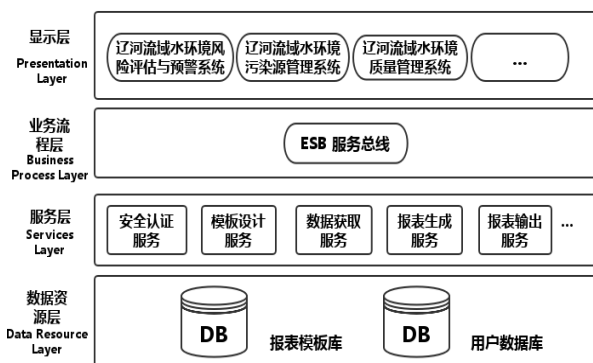 显示层
Presentation
Layer
辽河流域水环境风
险评估与预警系统
辽河流域水环境
污染源管理系统
辽河流域水环境
质量管理系统
...
业务流
程层
Business
Process Layer
ESB 服务总线
服务层
Services
Layer
安全认证
服务
模板设计
服务
数据获取
服务
报表生成
服务
报表输出
服务
...
数据资
源层
Data Resource
Layer
DB
报表模板库
DB
用户数据库